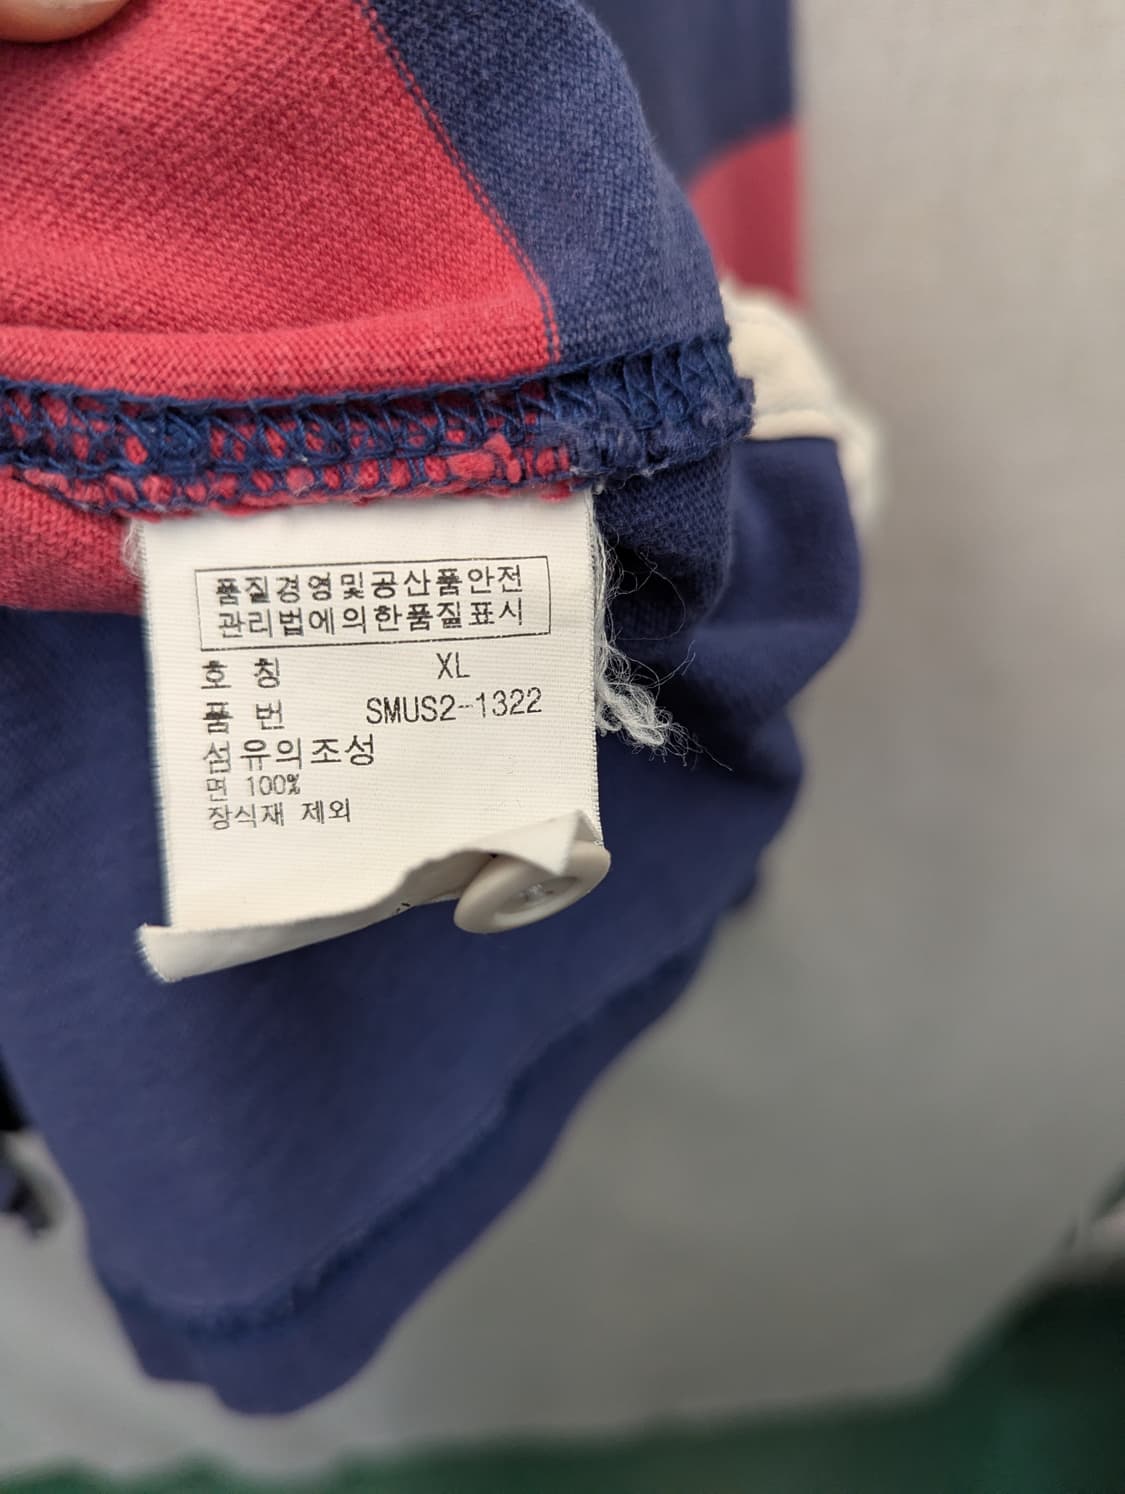 품질경영및공산품안전
관리법에의한품질표시
호 칭 XL
품 번 SMUS2-1322
섬유의조성
면 100%
장식재 제외